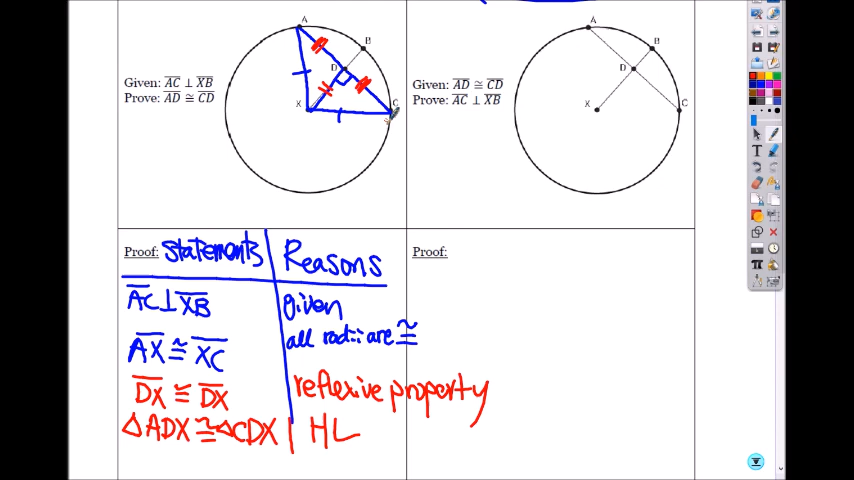 A
B
D
X
C
Given: AC ⊥ XB
Prove: AD ≅ CD
A
B
D
X
C
Given: AD ≅ CD
Prove: AC ⊥ XB
Proof: Statements Reasons
AC ⊥ XB given
AX ≅ XC all radii are ≅
DX ≅ DX reflexive property
△ADX ≅ △CDX HL
Proof: